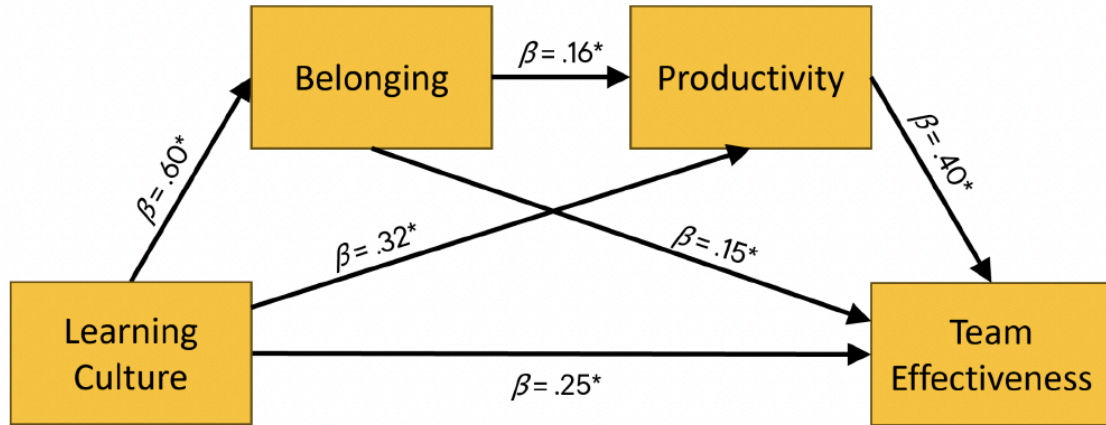 Belonging
β = .16*
Productivity
β = .60*
β = .32*
β = .15*
β = .40*
Learning
Culture
β = .25*
Team
Effectiveness